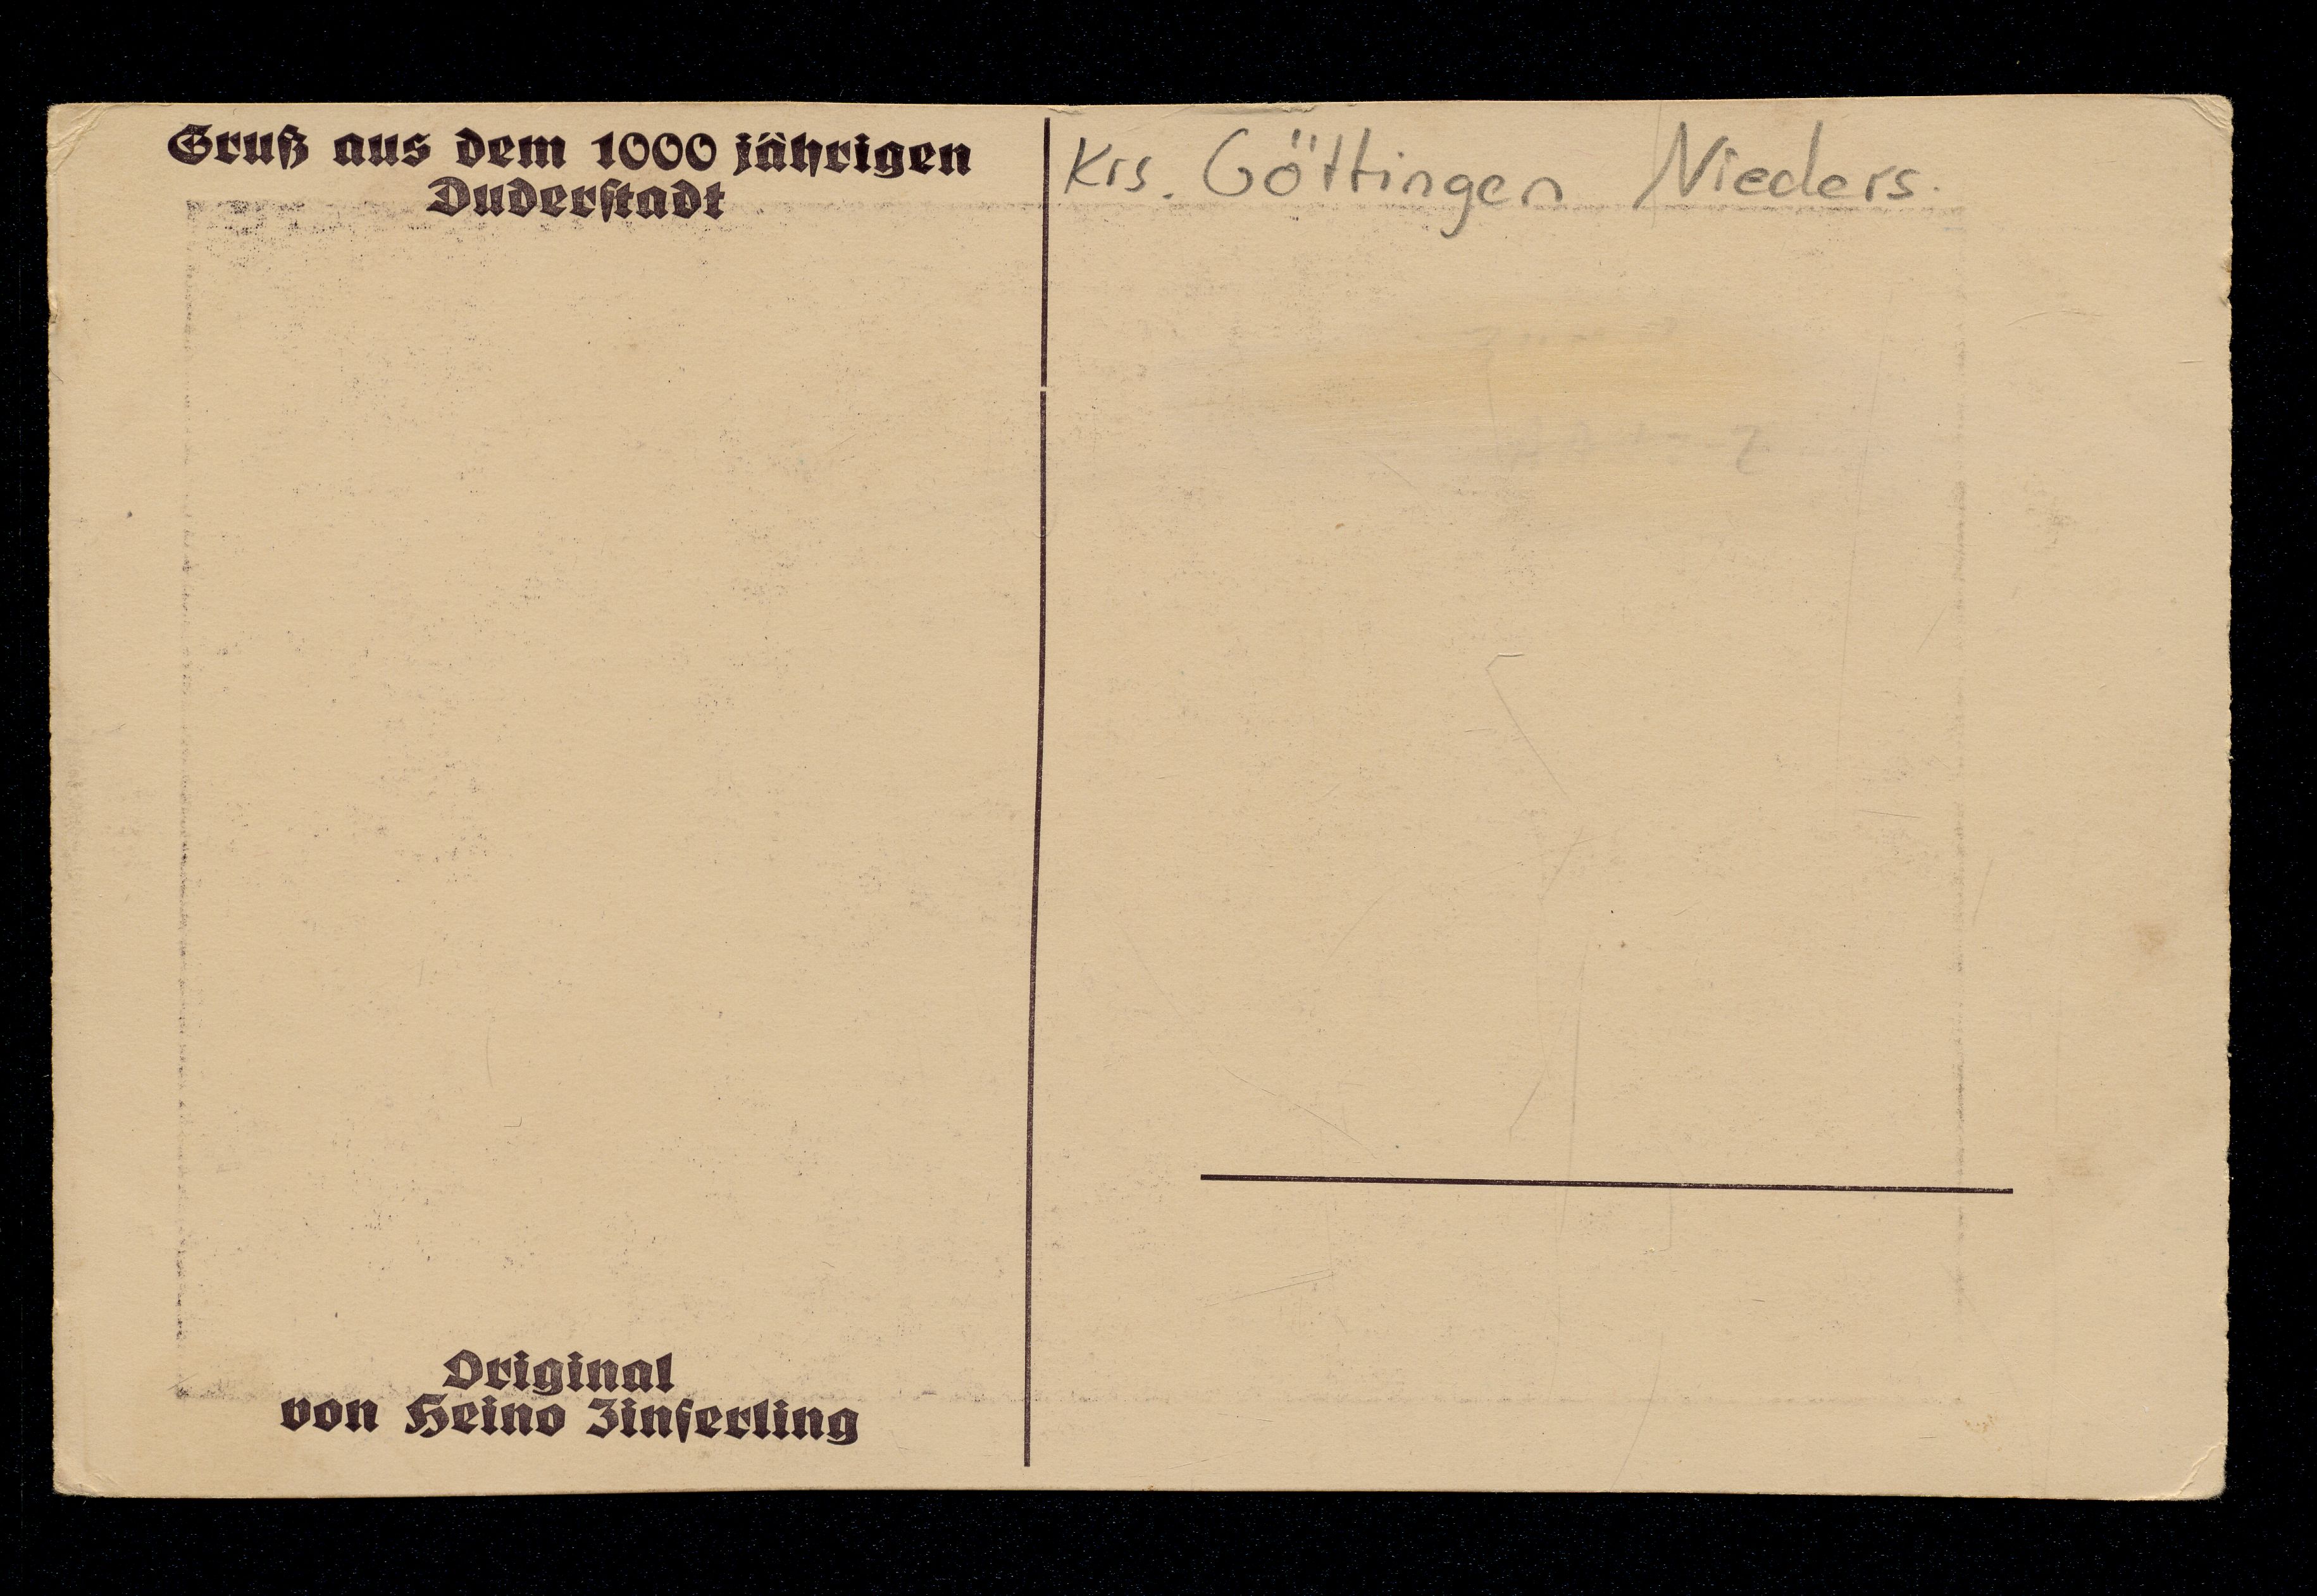 Gruß aus dem 1000 jährigen
Duderstadt
Krs. Göttingen Nieders.
Original
von Heino Zinserling